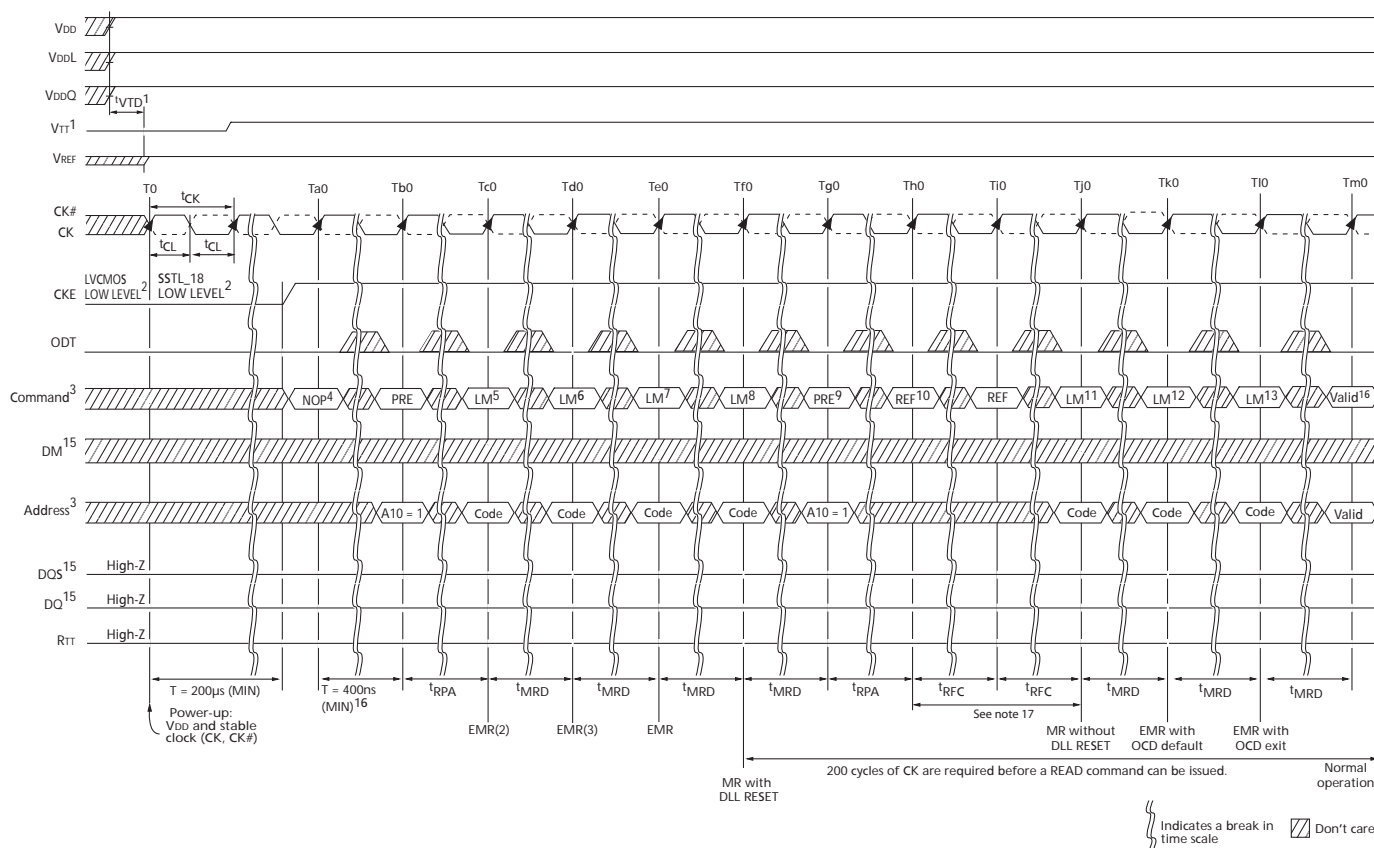 VDD
VDDL
VDDQ
tVTD1
VTT1
VREF
T0 Ta0 Tb0 Tc0 Td0 Te0 Tf0 Tg0 Th0 Ti0 Tj0 Tk0 Tl0 Tm0
tCK
CK#
CK
tCL tCL
LVCMOS LOW LEVEL2
SSTL_18 LOW LEVEL2
CKE
ODT
Command3 NOP4 PRE LM5 LM6 LM7 LM8 PRE9 REF10 REF LM11 LM12 LM13 Valid16
DM15
Address3 A10 = 1 Code Code Code Code A10 = 1 Code Code Code Valid
DQS15 High-Z
DQ15 High-Z
RTT High-Z
T = 200µs (MIN) T = 400ns (MIN)16 tRPA tMRD tMRD tMRD tMRD tRPA tRFC tRFC tMRD tMRD tMRD
See note 17
Power-up:
VDD and stable
clock (CK, CK#)
EMR(2) EMR(3) EMR
MR without DLL RESET
EMR with OCD default
EMR with OCD exit
MR with
DLL RESET
200 cycles of CK are required before a READ command can be issued.
Normal
operation
Indicates a break in
time scale
Don't care